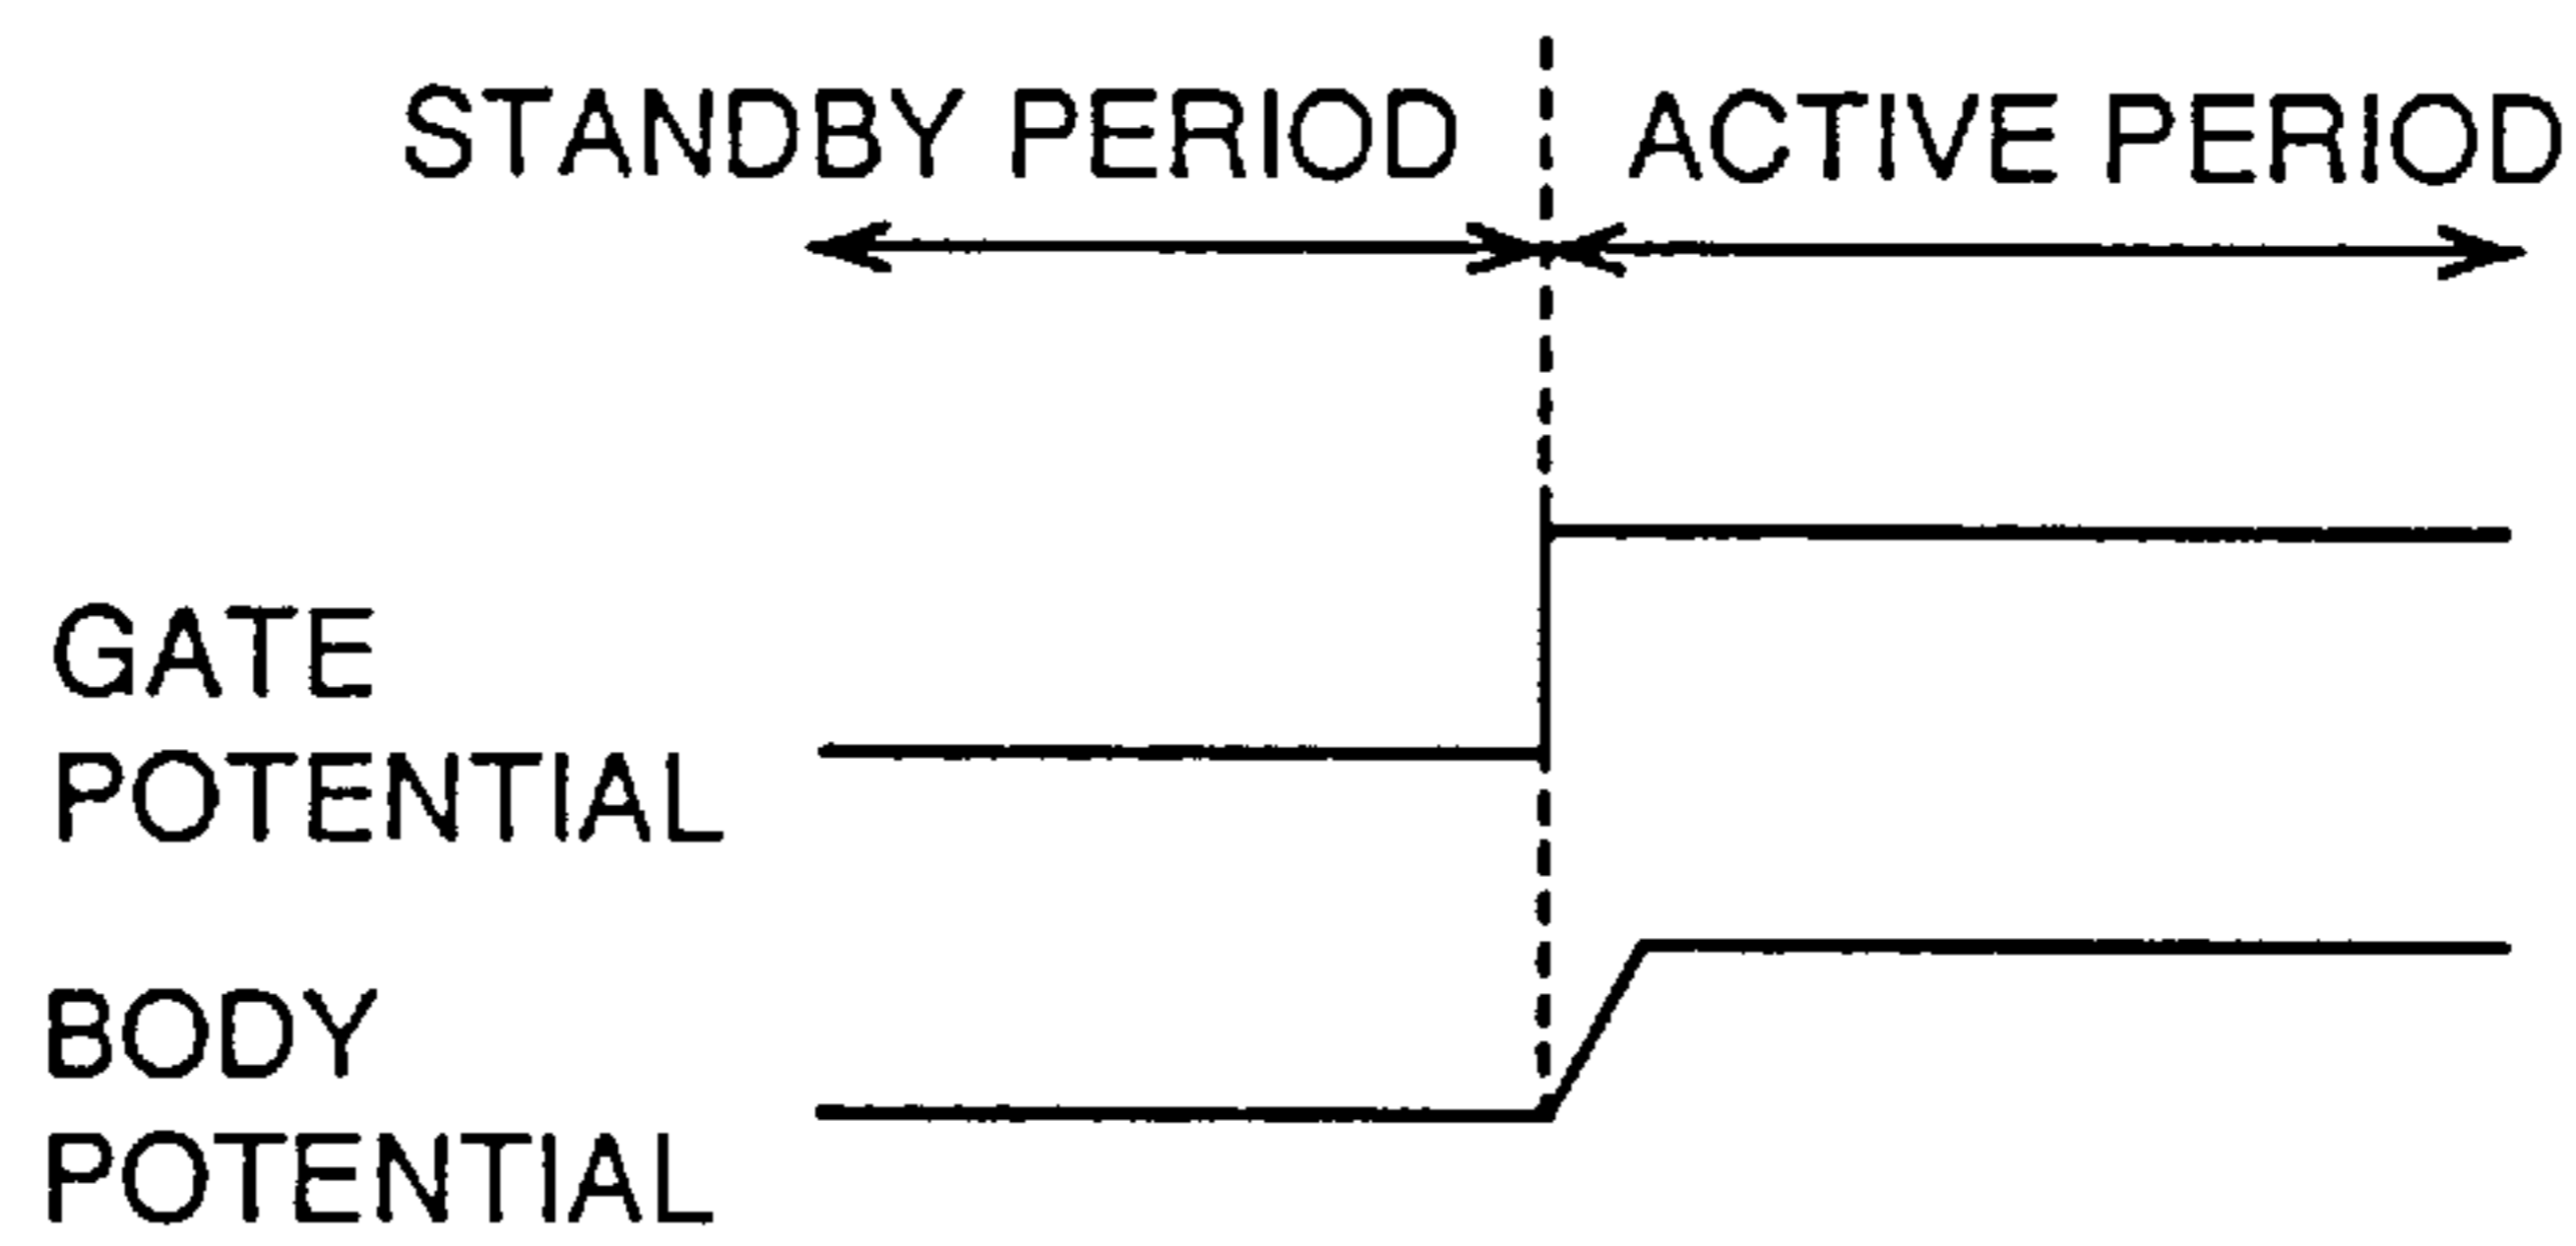 STANDBY PERIOD ACTIVE PERIOD
GATE
POTENTIAL
BODY
POTENTIAL